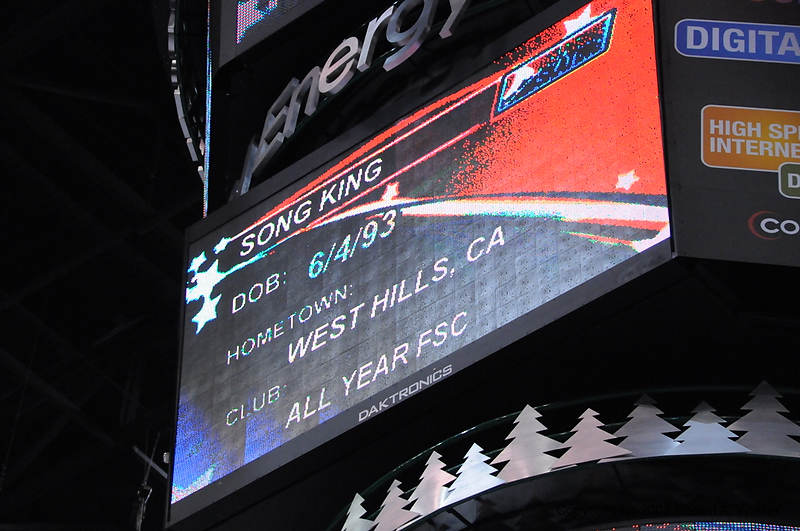 Energy
SONG KING
DOB: 6/4/93
HOMETOWN:
WEST HILLS, CA
CLUB:
ALL YEAR FSC
DAKTRONICS
DIGITA
HIGH SP
INTERNE
D
CO